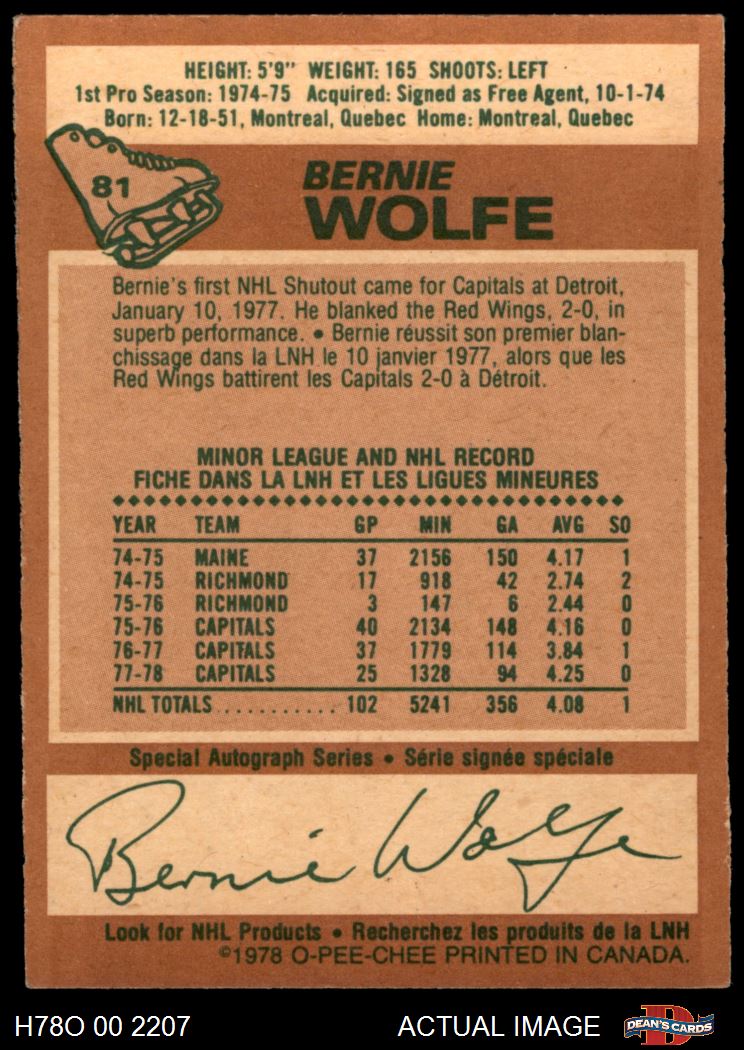 HEIGHT: 5'9" WEIGHT: 165 SHOOTS: LEFT
1st Pro Season: 1974-75 Acquired: Signed as Free Agent, 10-1-74
Born: 12-18-51, Montreal, Quebec Home: Montreal, Quebec
81
BERNIE
WOLFE
Bernie's first NHL Shutout came for Capitals at Detroit,
January 10, 1977. He blanked the Red Wings, 2-0, in
superb performance. • Bernie réussit son premier blan-
chissage dans la LNH le 10 janvier 1977, alors que les
Red Wings battirent les Capitals 2-0 à Détroit.
MINOR LEAGUE AND NHL RECORD
FICHE DANS LA LNH ET LES LIGUES MINEURES
YEAR TEAM GP MIN GA AVG SO
74-75 MAINE 37 2156 150 4.17 1
74-75 RICHMOND 17 918 42 2.74 2
75-76 RICHMOND 3 147 6 2.44 0
75-76 CAPITALS 40 2134 148 4.16 0
76-77 CAPITALS 37 1779 114 3.84 1
77-78 CAPITALS 25 1328 94 4.25 0
NHL TOTALS........... 102 5241 356 4.08 1
Special Autograph Series • Série signée spéciale
Bernie Wolfe
Look for NHL Products • Recherchez les produits de la LNH
©1978 O-PEE-CHEE PRINTED IN CANADA.
H78O 00 2207 ACTUAL IMAGE DEAN'S CARDS